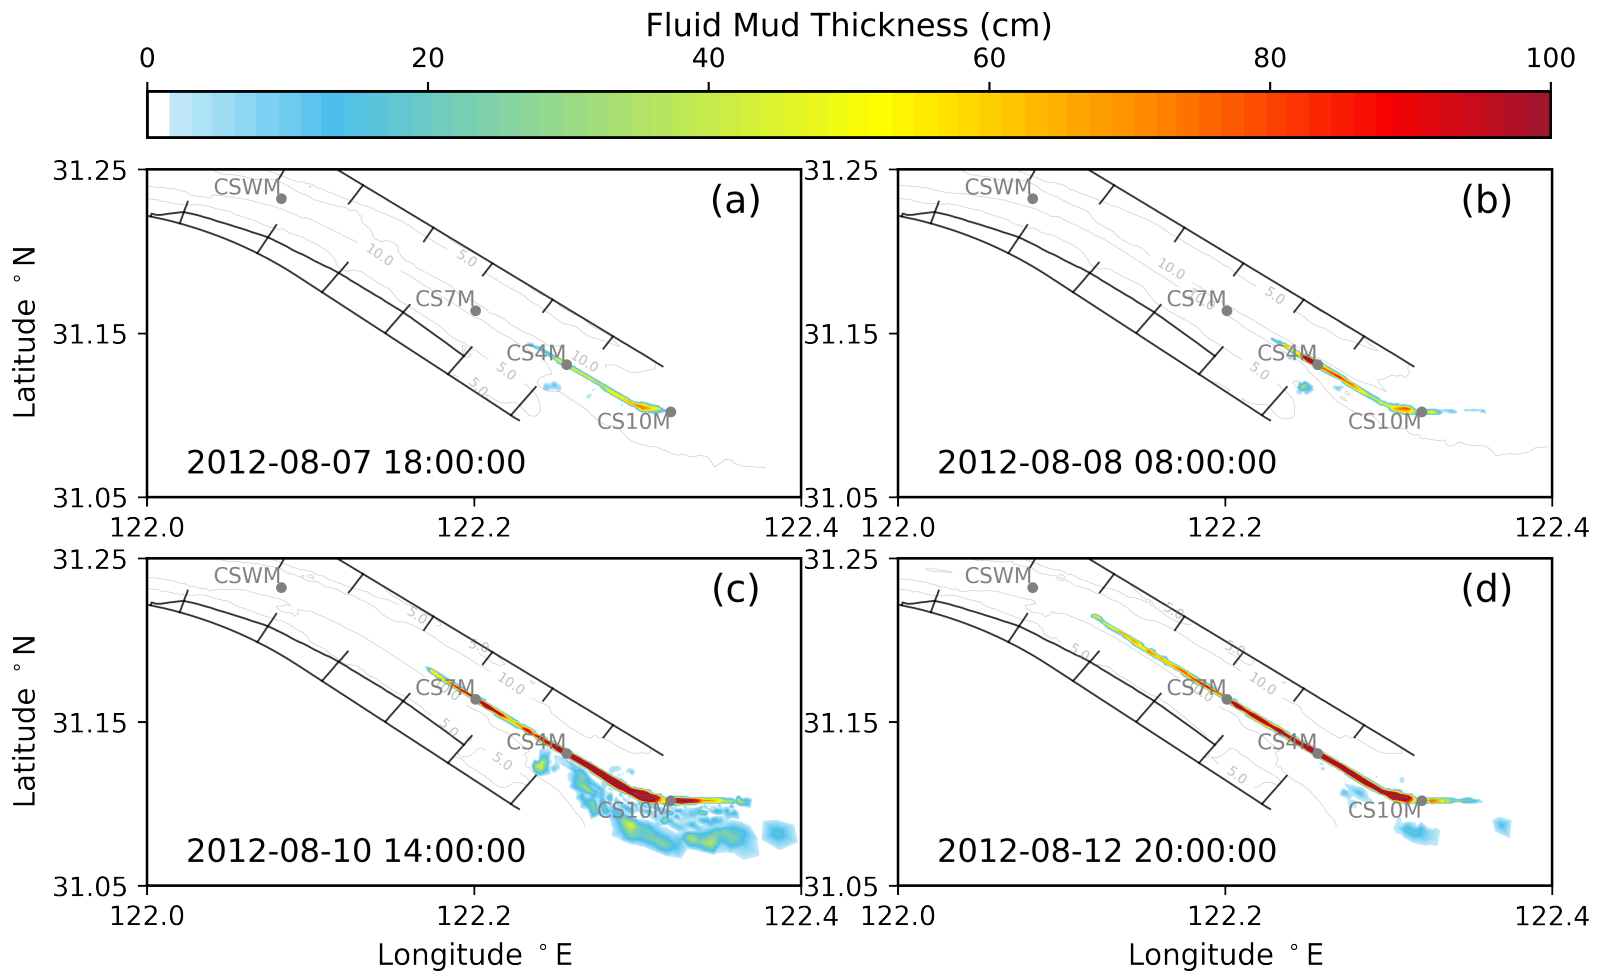 Fluid Mud Thickness (cm)
0 20 40 60 80 100
31.25
31.15
31.05
Latitude °N
122.0 122.2 122.4
CSWM
CS7M
CS4M
CS10M
10.0
5.0
10.0
5.0
5.0
(a)
2012-08-07 18:00:00
31.25
31.15
31.05
122.0 122.2 122.4
CSWM
CS7M
CS4M
CS10M
10.0
5.0
5.0
(b)
2012-08-08 08:00:00
31.25
31.15
31.05
Latitude °N
122.0 122.2 122.4
Longitude °E
CSWM
CS7M
CS4M
CS10M
5.0
5.0
10.0
5.0
5.0
(c)
2012-08-10 14:00:00
31.25
31.15
31.05
122.0 122.2 122.4
Longitude °E
CSWM
CS7M
CS4M
CS10M
5.0
5.0
5.0
10.0
5.0
(d)
2012-08-12 20:00:00